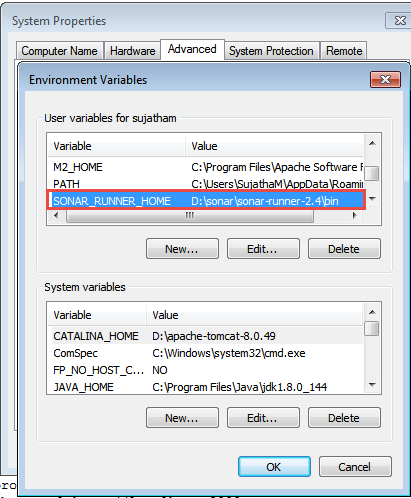 System Properties
Computer Name Hardware Advanced System Protection Remote
Environment Variables
User variables for sujatham
Variable Value
M2_HOME C:\Program Files\Apache Software F
PATH C:\Users\SujathaM\AppData\Roamin
SONAR_RUNNER_HOME D:\sonar\sonar-runner-2.4\bin
New... Edit... Delete
System variables
Variable Value
CATALINA_HOME D:\apache-tomcat-8.0.49
ComSpec C:\Windows\system32\cmd.exe
FP_NO_HOST_C... NO
JAVA_HOME C:\Program Files\Java\jdk1.8.0_144
New... Edit... Delete
OK Cancel
pro